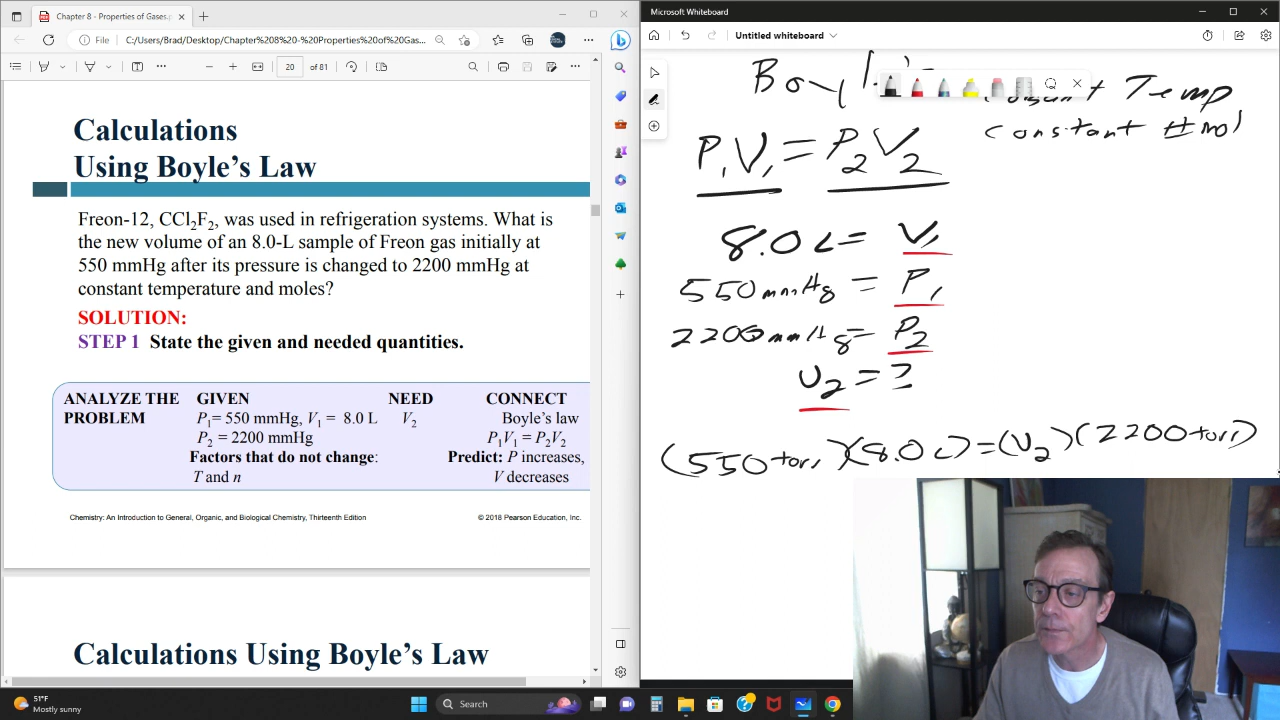 Chapter 8 - Properties of Gases.p
File C:/Users/Brad/Desktop/Chapter%208%20-%20Properties%20of%20Gas...
20 of 81
Calculations
Using Boyle's Law
Freon-12, CCl2F2, was used in refrigeration systems. What is
the new volume of an 8.0-L sample of Freon gas initially at
550 mmHg after its pressure is changed to 2200 mmHg at
constant temperature and moles?
SOLUTION:
STEP 1 State the given and needed quantities.
ANALYZE THE PROBLEM
GIVEN
P1= 550 mmHg, V1 = 8.0 L
P2 = 2200 mmHg
Factors that do not change:
T and n
NEED
V2
CONNECT
Boyle's law
P1V1 = P2V2
Predict: P increases,
V decreases
Chemistry: An Introduction to General, Organic, and Biological Chemistry, Thirteenth Edition
© 2018 Pearson Education, Inc.
Calculations Using Boyle's Law
Microsoft Whiteboard
Untitled whiteboard
Temp
constant # mol
P1V1 = P2V2
8.0 L = V1
550 mmHg = P1
2200 mmHg = P2
V2 = ?
(550 torr)(8.0 L) = (V2)(2200 torr)
51°F
Mostly sunny
Search